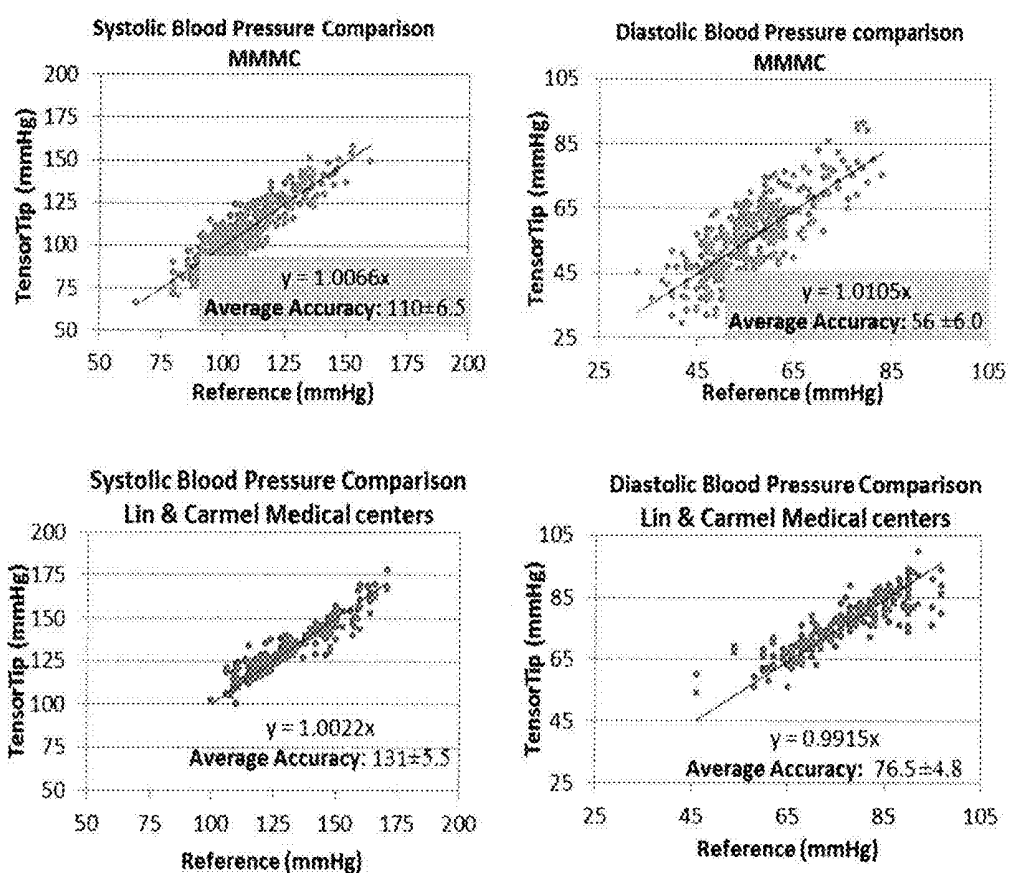 Systolic Blood Pressure Comparison
MMMC
200
175
150
125
100
75
50
TensorTip (mmHg)
y = 1.0066x
Average Accuracy: 110±6.5
50 75 100 125 150 175 200
Reference (mmHg)
Diastolic Blood Pressure comparison
MMMC
105
85
65
45
25
TensorTip (mmHg)
y = 1.0105x
Average Accuracy: 56 ±6.0
25 45 65 85 105
Reference (mmHg)
Systolic Blood Pressure Comparison
Lin & Carmel Medical centers
200
175
150
125
100
75
50
TensorTip (mmHg)
y = 1.0022x
Average Accuracy: 131±5.5
50 75 100 125 150 175 200
Reference (mmHg)
Diastolic Blood Pressure Comparison
Lin & Carmel Medical centers
105
85
65
45
25
TensorTip (mmHg)
y = 0.9915x
Average Accuracy: 76.5±4.8
25 45 65 85 105
Reference (mmHg)